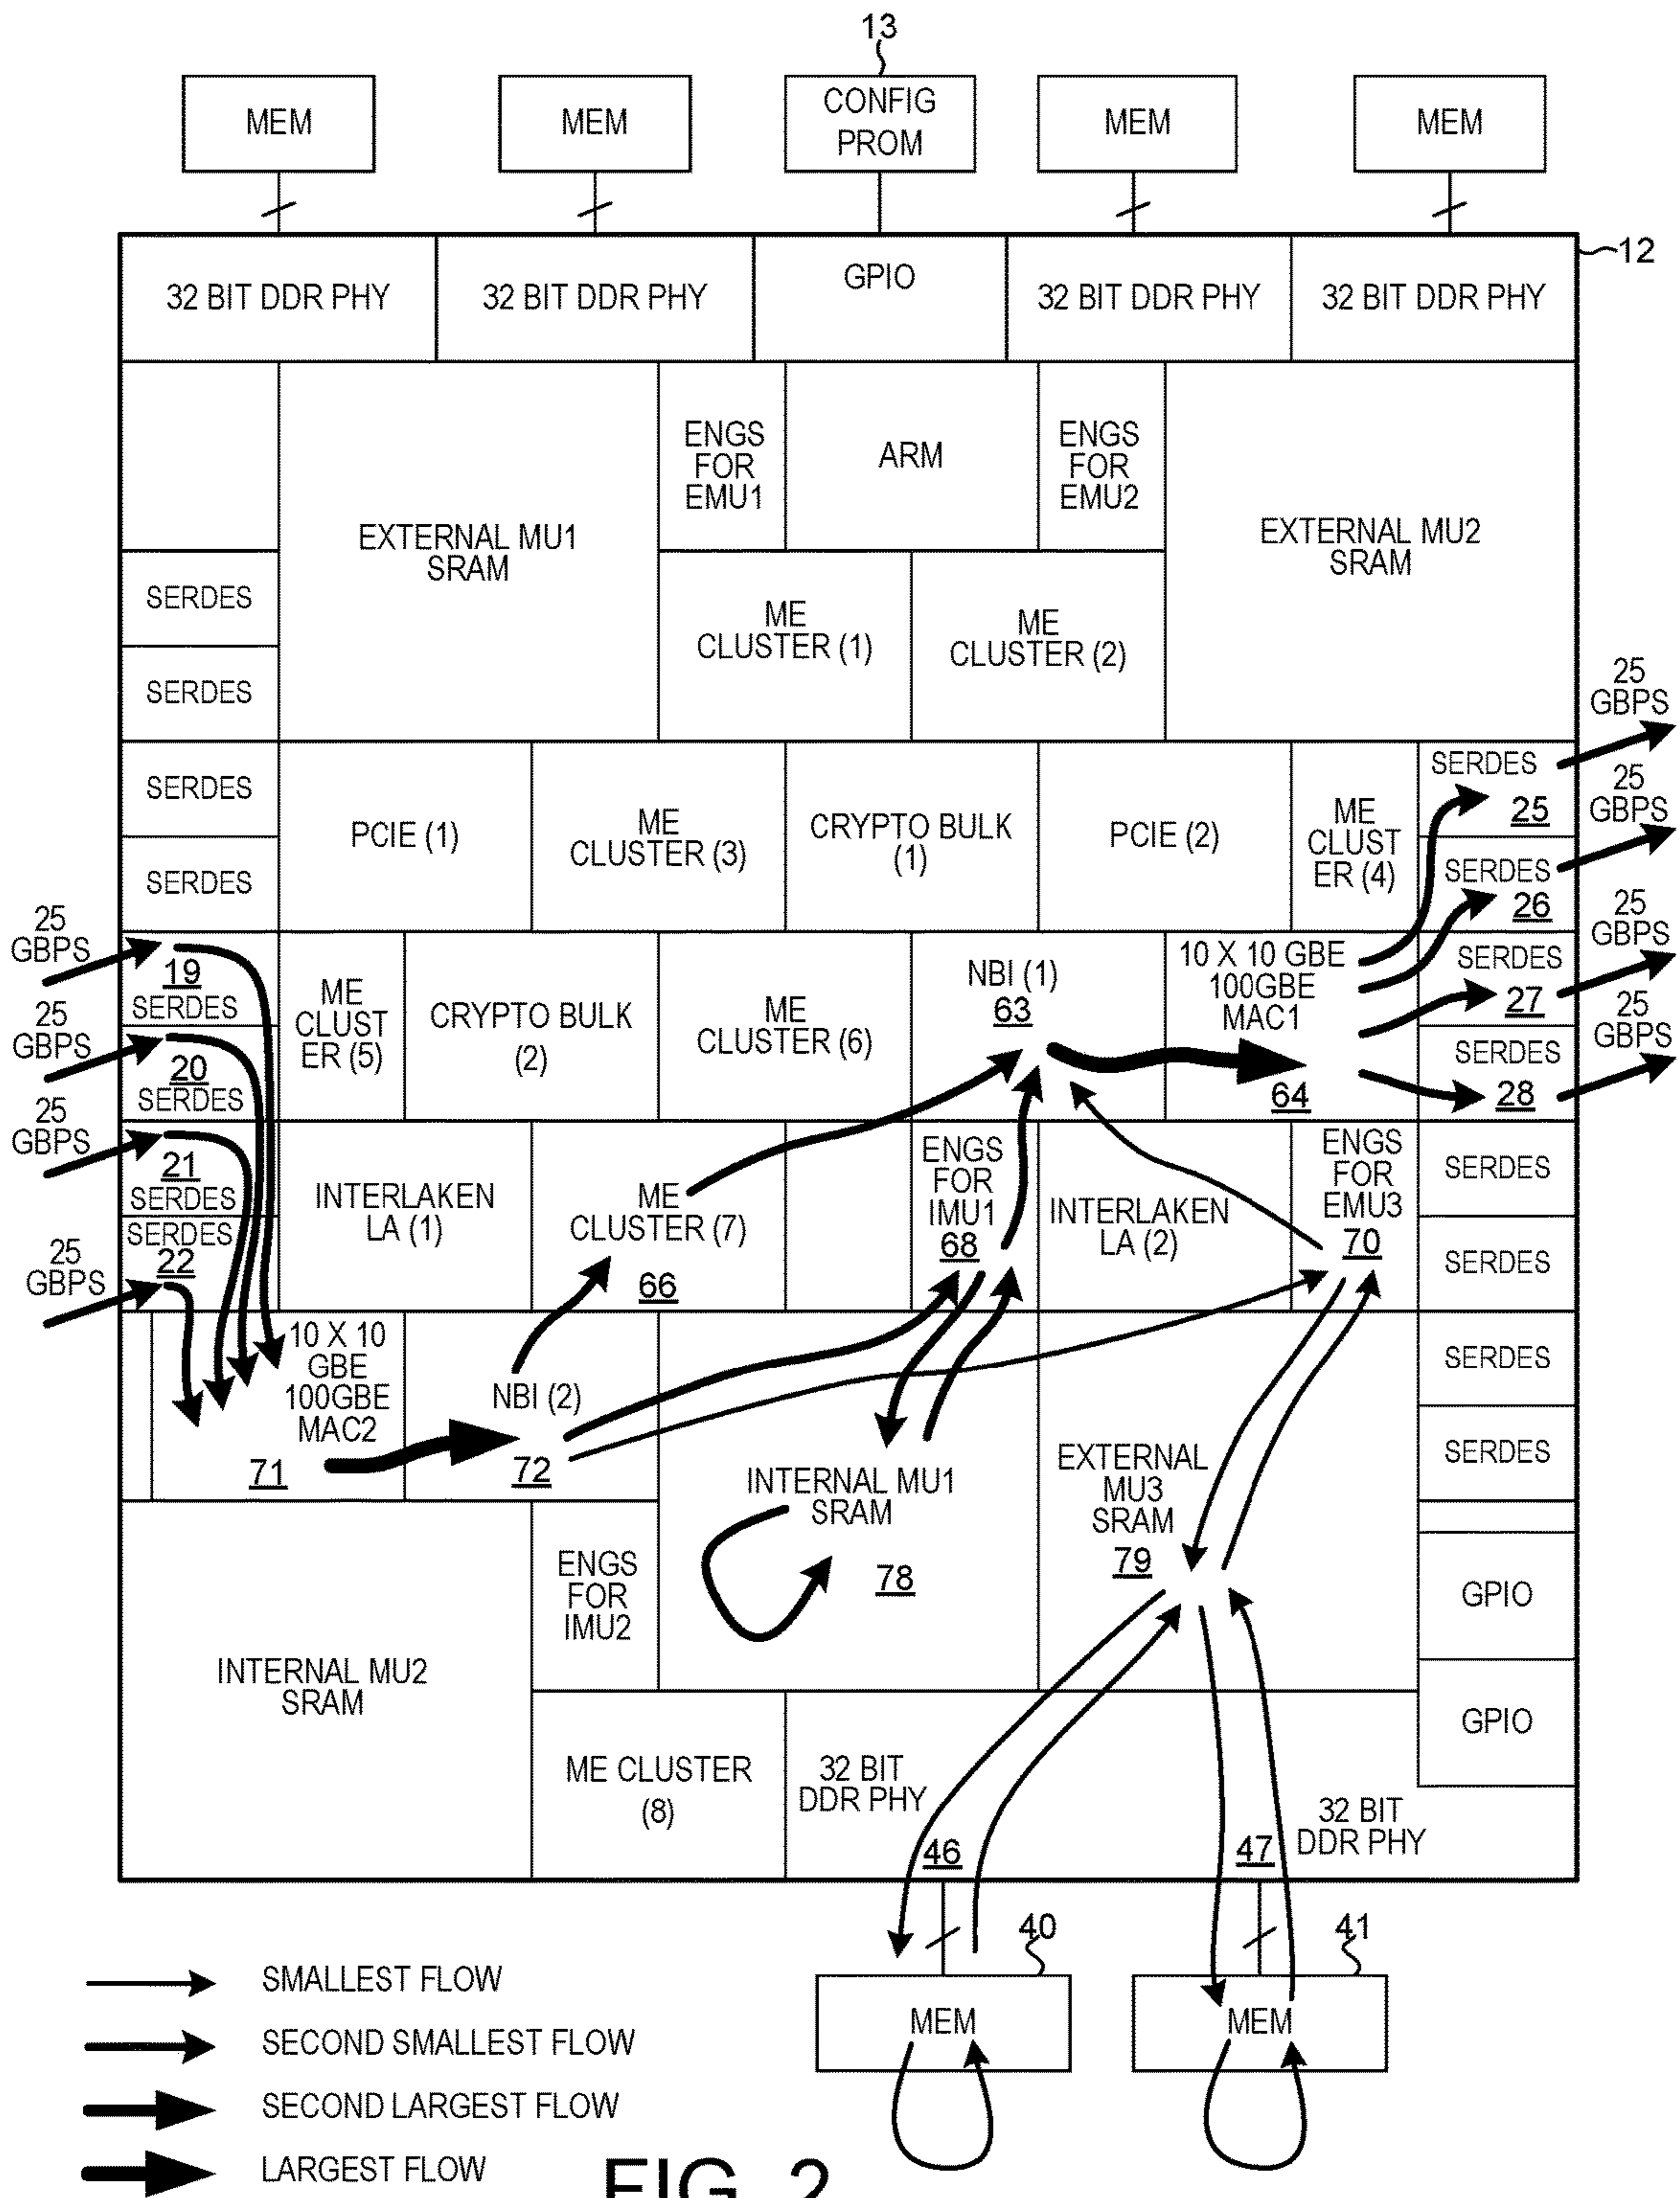 13
MEM
MEM
CONFIG
PROM
MEM
MEM
12
32 BIT DDR PHY
32 BIT DDR PHY
GPIO
32 BIT DDR PHY
32 BIT DDR PHY
EXTERNAL MU1
SRAM
ENGS
FOR
EMU1
ARM
ENGS
FOR
EMU2
EXTERNAL MU2
SRAM
SERDES
SERDES
ME
CLUSTER (1)
ME
CLUSTER (2)
25
GBPS
25
GBPS
25
GBPS
25
GBPS
SERDES
SERDES
PCIE (1)
ME
CLUSTER (3)
CRYPTO BULK
(1)
PCIE (2)
ME
CLUST
ER (4)
SERDES
25
SERDES
26
25
GBPS
25
GBPS
25
GBPS
25
GBPS
19
SERDES
20
SERDES
ME
CLUST
ER (5)
CRYPTO BULK
(2)
ME
CLUSTER (6)
NBI (1)
63
10 X 10 GBE
100GBE
MAC1
64
SERDES
27
SERDES
28
21
SERDES
SERDES
22
INTERLAKEN
LA (1)
ME
CLUSTER (7)
66
ENGS
FOR
IMU1
68
INTERLAKEN
LA (2)
ENGS
FOR
EMU3
70
SERDES
SERDES
10 X 10
GBE
100GBE
MAC2
71
NBI (2)
72
INTERNAL MU1
SRAM
78
EXTERNAL
MU3
SRAM
79
SERDES
SERDES
ENGS
FOR
IMU2
GPIO
GPIO
INTERNAL MU2
SRAM
ME CLUSTER
(8)
32 BIT
DDR PHY
46
47
32 BIT
DDR PHY
40
41
MEM
MEM
SMALLEST FLOW
SECOND SMALLEST FLOW
SECOND LARGEST FLOW
LARGEST FLOW
FIG. 2